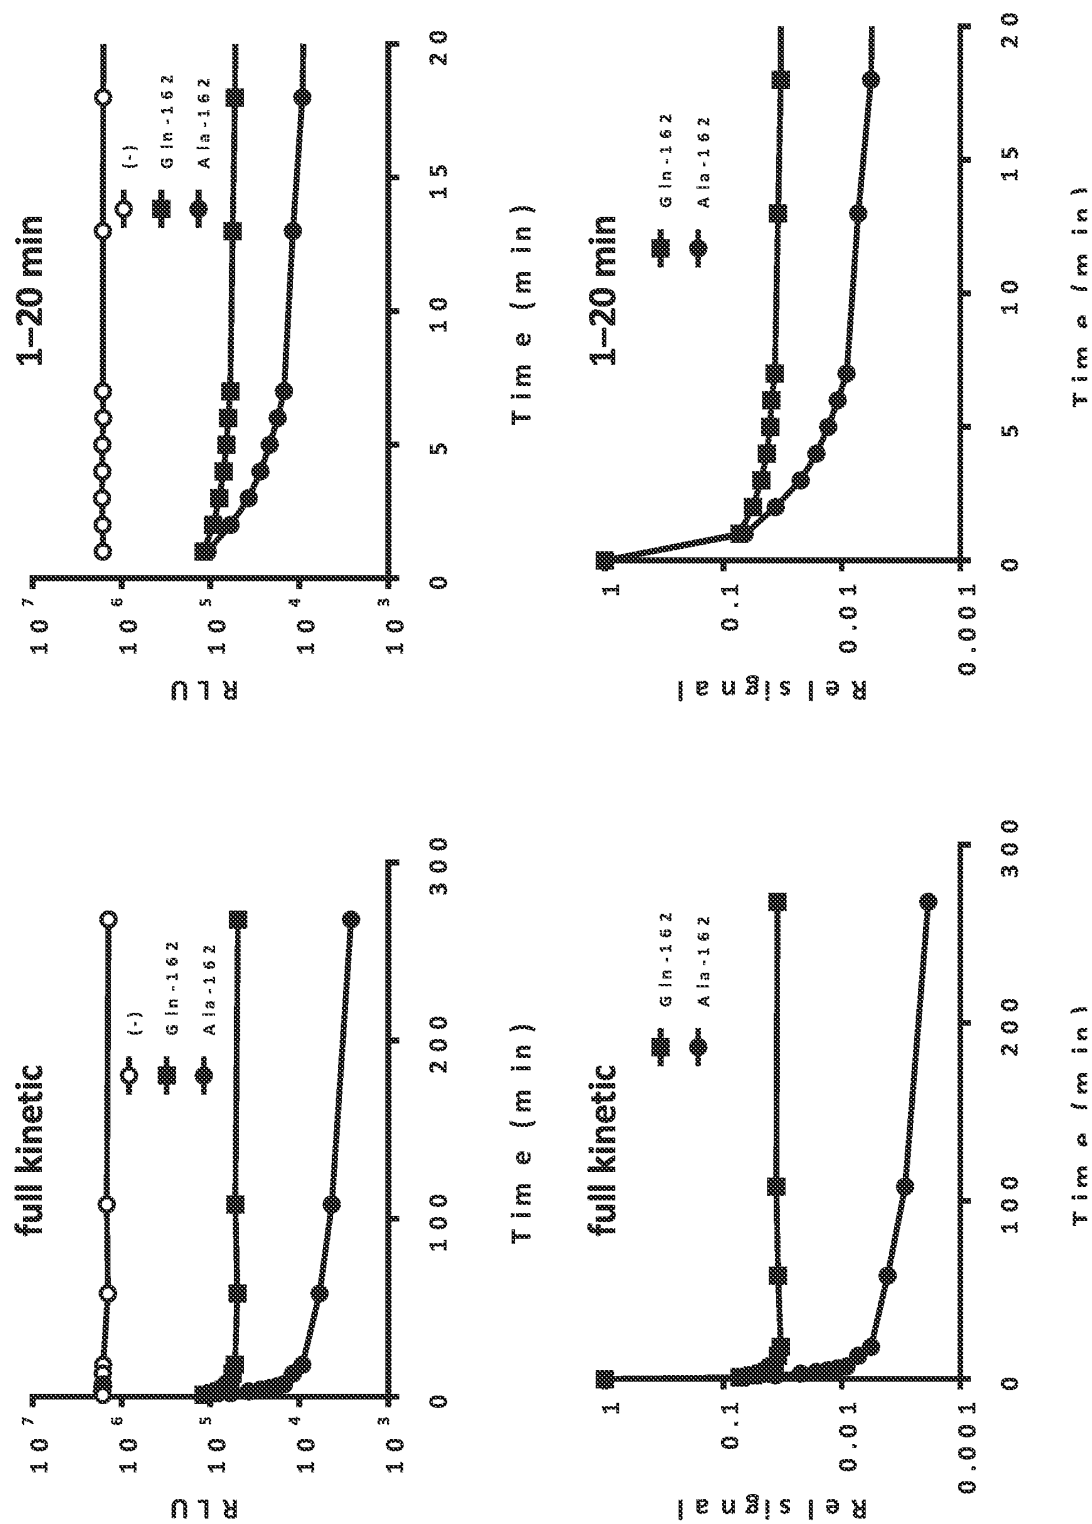 full kinetic
RLU
10 7
10 6
10 5
10 4
10 3
0
100
200
300
Time (min)
(-)
Gln-162
Ala-162
1–20 min
RLU
10 7
10 6
10 5
10 4
10 3
0
5
10
15
20
Time (min)
(-)
Gln-162
Ala-162
full kinetic
Rel signal
1
0.1
0.01
0.001
0
100
200
300
Time (min)
Gln-162
Ala-162
1–20 min
Rel signal
1
0.1
0.01
0.001
0
5
10
15
20
Time (min)
Gln-162
Ala-162